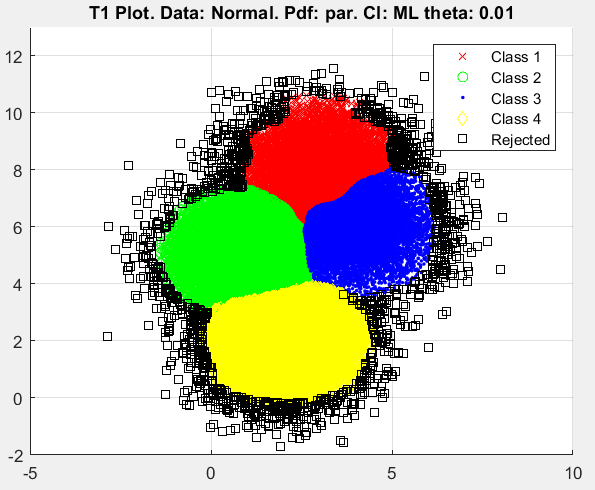 T1 Plot. Data: Normal. Pdf: par. Cl: ML theta: 0.01
12
10
8
6
4
2
0
-2
-5
0
5
10
Class 1
Class 2
Class 3
Class 4
Rejected